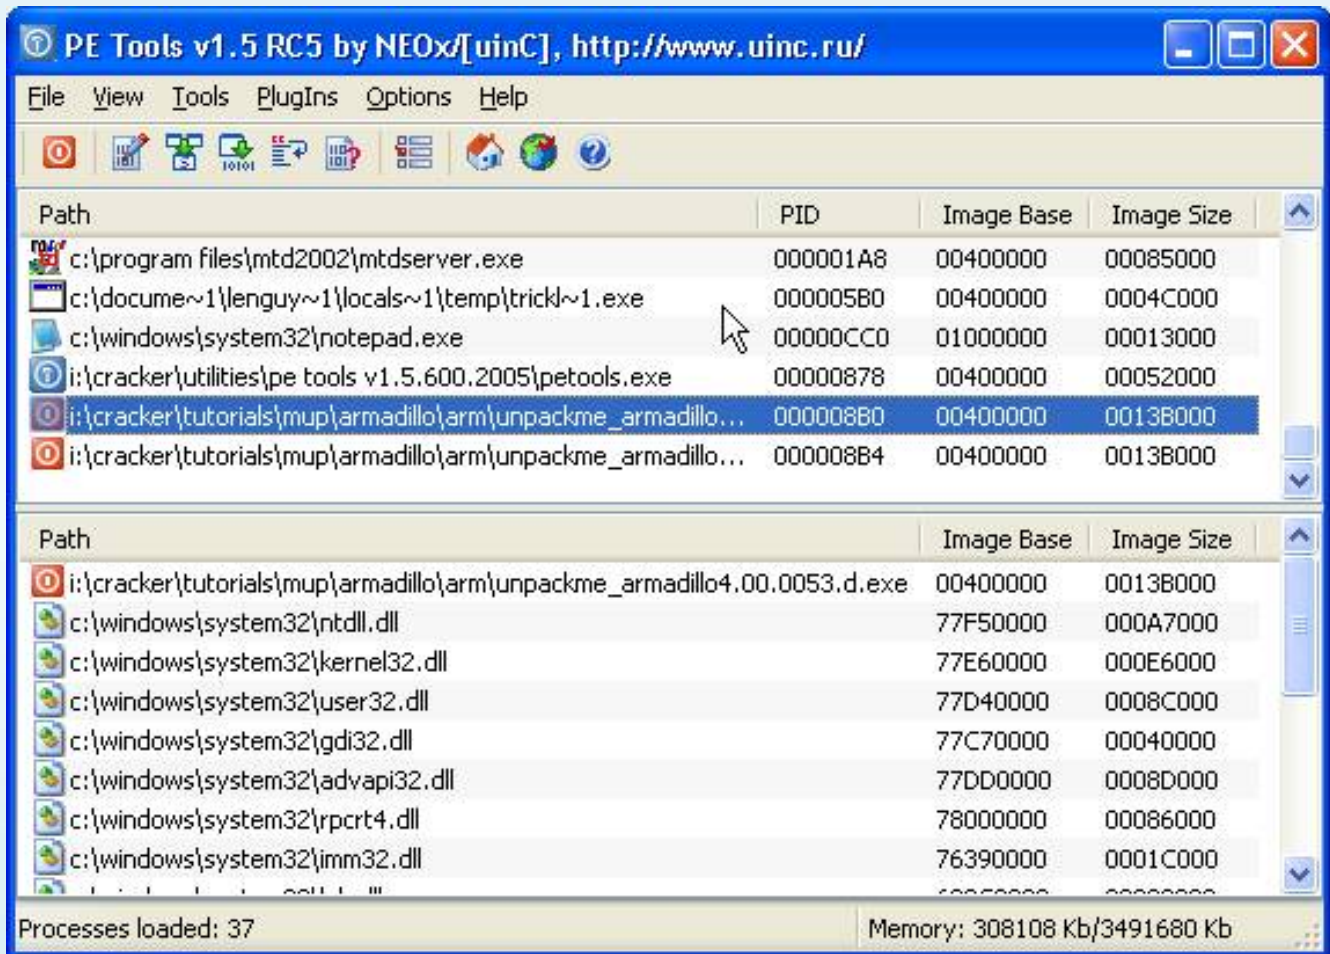 PE Tools v1.5 RC5 by NEOx/[uinC], http://www.uinc.ru/
File View Tools PlugIns Options Help
Path PID Image Base Image Size
c:\program files\mtd2002\mtdserver.exe 000001A8 00400000 00085000
c:\docume~1\lenguy~1\locals~1\temp\trickl~1.exe 000005B0 00400000 0004C000
c:\windows\system32\notepad.exe 00000CC0 01000000 00013000
i:\cracker\utilities\pe tools v1.5.600.2005\petools.exe 00000878 00400000 00052000
i:\cracker\tutorials\mup\armadillo\arm\unpackme_armadillo... 000008B0 00400000 0013B000
i:\cracker\tutorials\mup\armadillo\arm\unpackme_armadillo... 000008B4 00400000 0013B000
Path Image Base Image Size
i:\cracker\tutorials\mup\armadillo\arm\unpackme_armadillo4.00.0053.d.exe 00400000 0013B000
c:\windows\system32\ntdll.dll 77F50000 000A7000
c:\windows\system32\kernel32.dll 77E60000 000E6000
c:\windows\system32\user32.dll 77D40000 0008C000
c:\windows\system32\gdi32.dll 77C70000 00040000
c:\windows\system32\advapi32.dll 77DD0000 0008D000
c:\windows\system32\rpcrt4.dll 78000000 00086000
c:\windows\system32\imm32.dll 76390000 0001C000
Processes loaded: 37 Memory: 308108 Kb/3491680 Kb